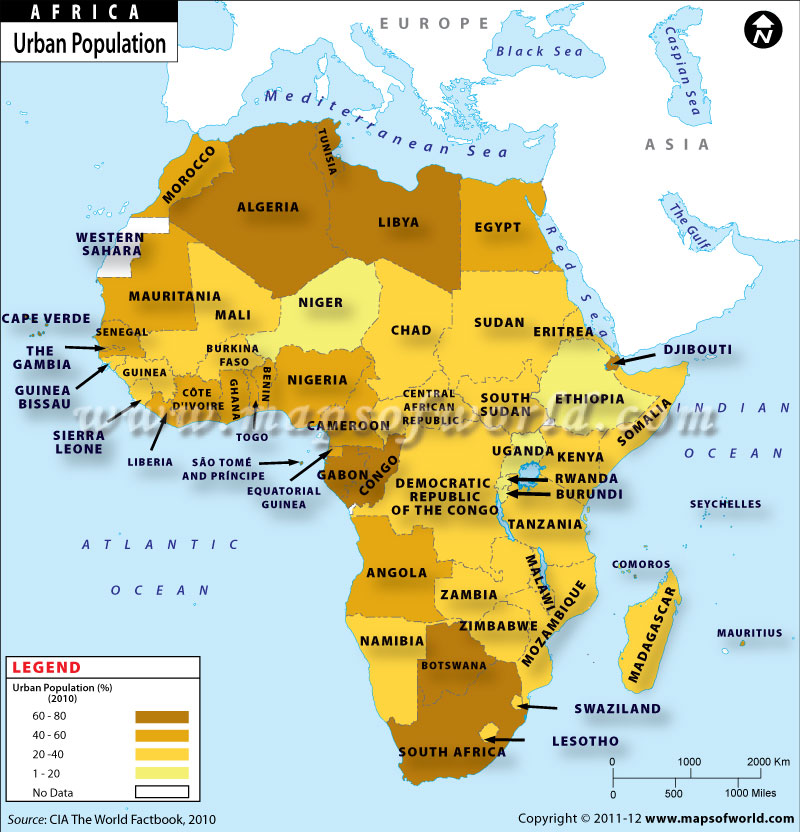 AFRICA
Urban Population
EUROPE
Black Sea
Caspian Sea
N
Mediterranean Sea
ASIA
TUNISIA
MOROCCO
ALGERIA
LIBYA
EGYPT
The Gulf
Red Sea
WESTERN
SAHARA
MAURITANIA
MALI
NIGER
CHAD
SUDAN
ERITREA
CAPE VERDE
SENEGAL
THE
GAMBIA
BURKINA
FASO
DJIBOUTI
GUINEA
GUINEA
BISSAU
CÔTE
D'IVOIRE
GHANA
BENIN
NIGERIA
CENTRAL
AFRICAN
REPUBLIC
SOUTH
SUDAN
ETHIOPIA
SOMALIA
INDIAN
OCEAN
www.mapsofworld.com
SIERRA
LEONE
LIBERIA
TOGO
CAMEROON
UGANDA
KENYA
SÃO TOMÉ
AND PRÍNCIPE
EQUATORIAL
GUINEA
GABON
CONGO
DEMOCRATIC
REPUBLIC
OF THE CONGO
RWANDA
BURUNDI
TANZANIA
SEYCHELLES
ATLANTIC
OCEAN
ANGOLA
ZAMBIA
MALAWI
MOZAMBIQUE
COMOROS
MADAGASCAR
MAURITIUS
NAMIBIA
ZIMBABWE
BOTSWANA
SWAZILAND
SOUTH AFRICA
LESOTHO
LEGEND
Urban Population (%)
(2010)
60 - 80
40 - 60
20 -40
1 - 20
No Data
0 1000 2000 Km
0 500 1000 Miles
Source: CIA The World Factbook, 2010
Copyright © 2011-12 www.mapsofworld.com